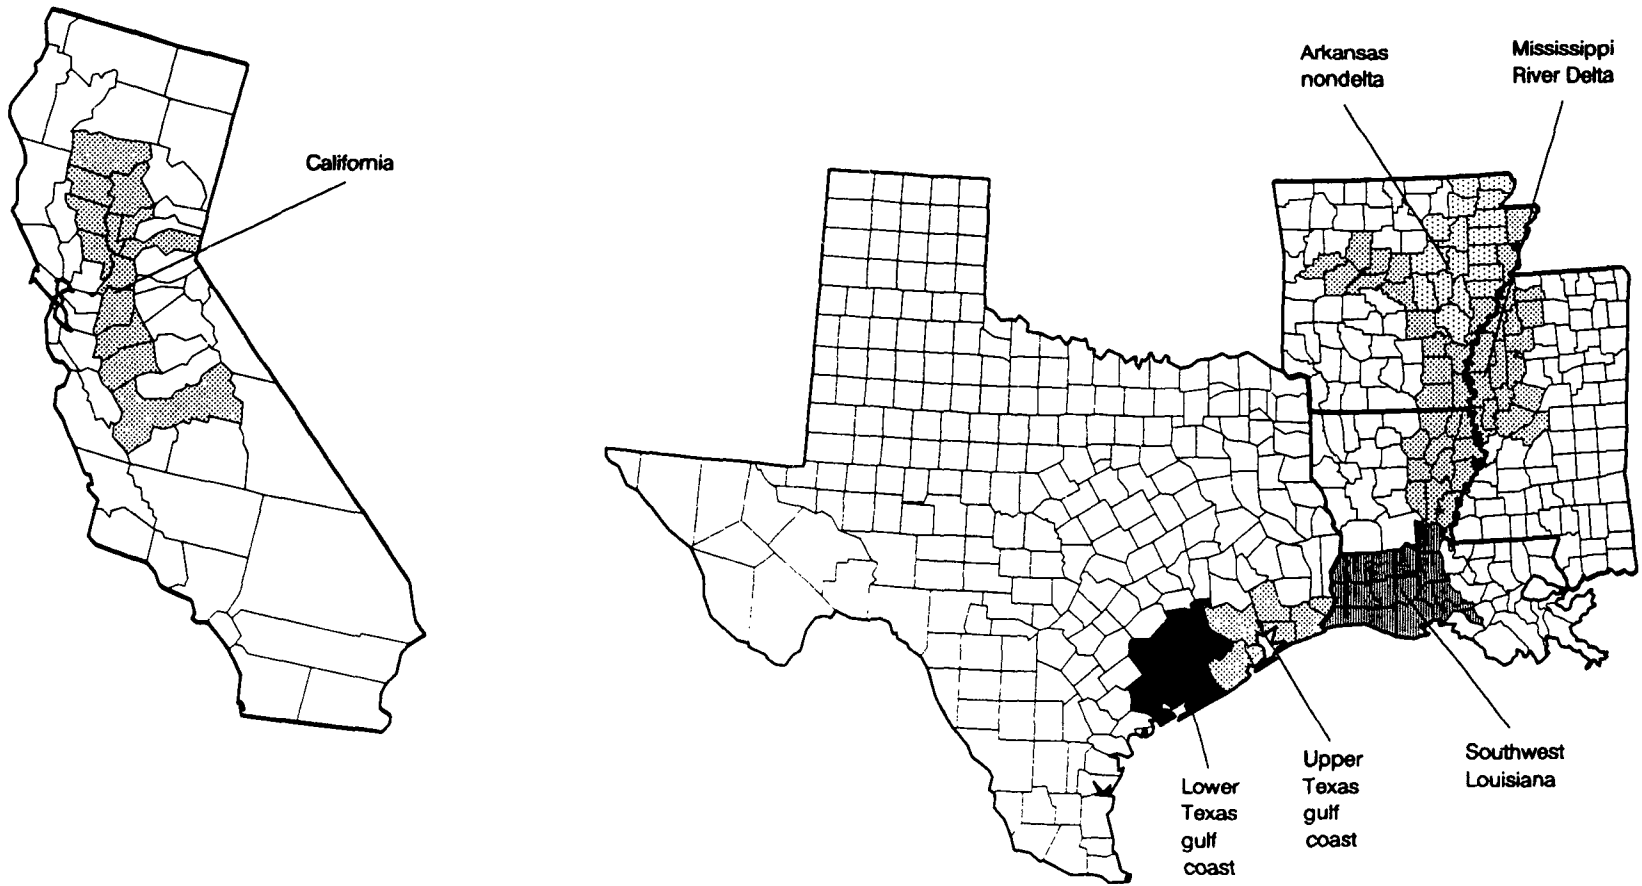 Arkansas
nondelta
Mississippi
River Delta
California
Lower
Texas
gulf
coast
Upper
Texas
gulf
coast
Southwest
Louisiana